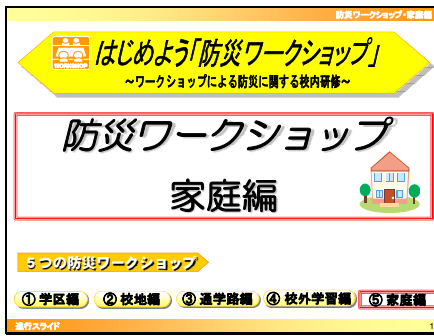 防災ワークショップ・家庭編
はじめよう「防災ワークショップ」
WORKSHOP
~ワークショップによる防災に関する校内研修~
防災ワークショップ
家庭編
5つの防災ワークショップ
① 学区編 ② 校地編 ③ 通学路編 ④ 校外学習編 ⑤ 家庭編
進行スライド 1